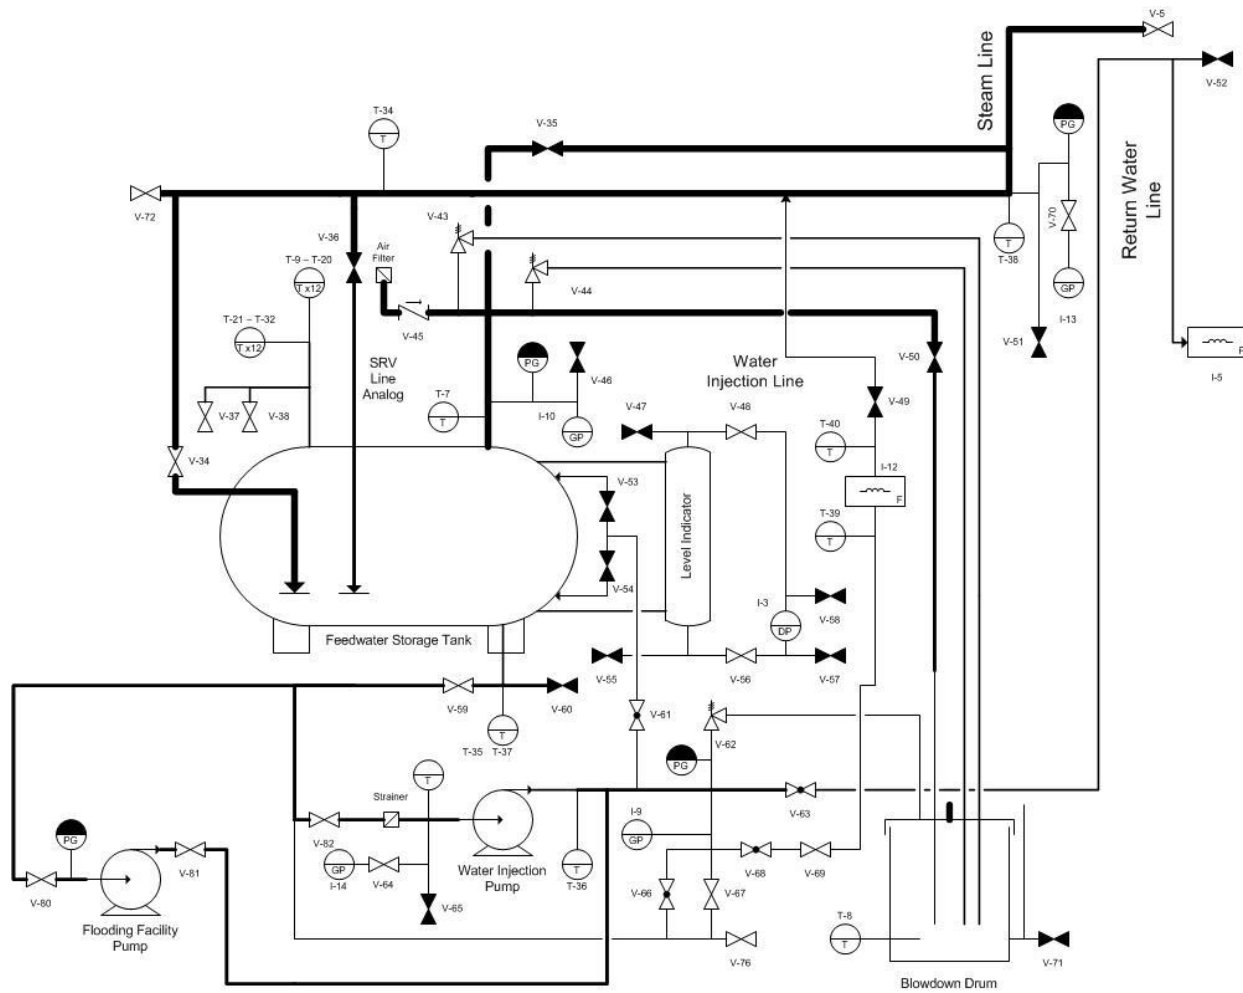 V-5
Steam Line
V-52
T-34
T
V-35
PG
Return Water
Line
V-72
V-43
V-70
V-36
Air
Filter
T
T-38
T-9 – T-20
T x12
V-44
GP
I-13
T-21 – T-32
T x12
V-45
V-51
F
I-5
SRV
Line
Analog
PG
Water
Injection Line
V-50
V-46
T-7
T
I-10
V-47
V-48
V-49
V-37
V-38
GP
T-40
T
V-34
I-12
F
V-53
Level Indicator
T-39
T
V-54
I-3
V-58
DP
Feedwater Storage Tank
V-55
V-56
V-57
V-59
V-60
V-61
T
T-35
T-37
V-62
PG
T
Strainer
I-9
GP
V-63
PG
V-82
Water Injection
Pump
T
T-36
V-81
GP
I-14
V-64
V-66
V-67
V-68
V-69
V-80
V-65
T-8
T
Flooding Facility
Pump
V-76
V-71
Blowdown Drum